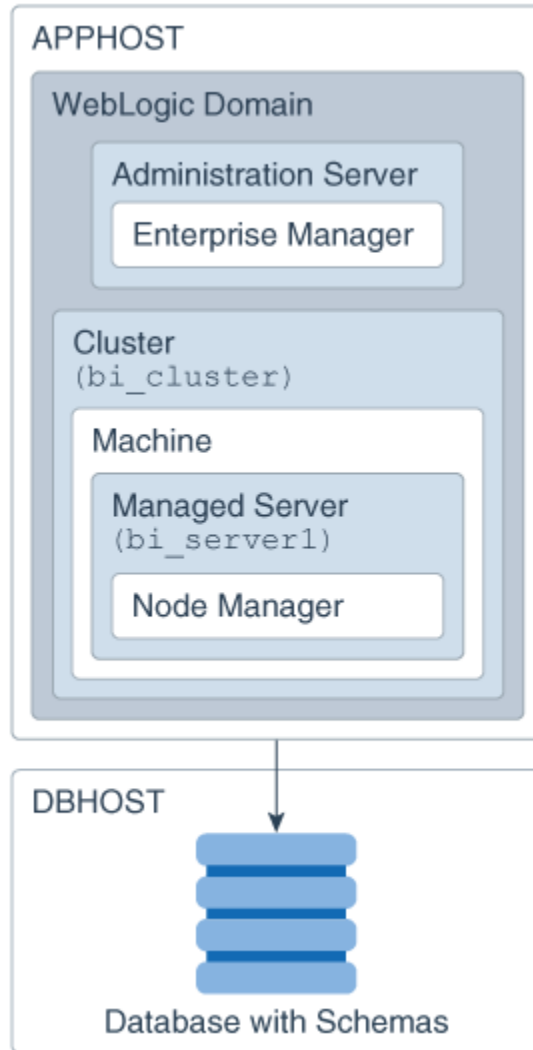 APPHOST
WebLogic Domain
Administration Server
Enterprise Manager
Cluster
(bi_cluster)
Machine
Managed Server
(bi_server1)
Node Manager
DBHOST
Database with Schemas